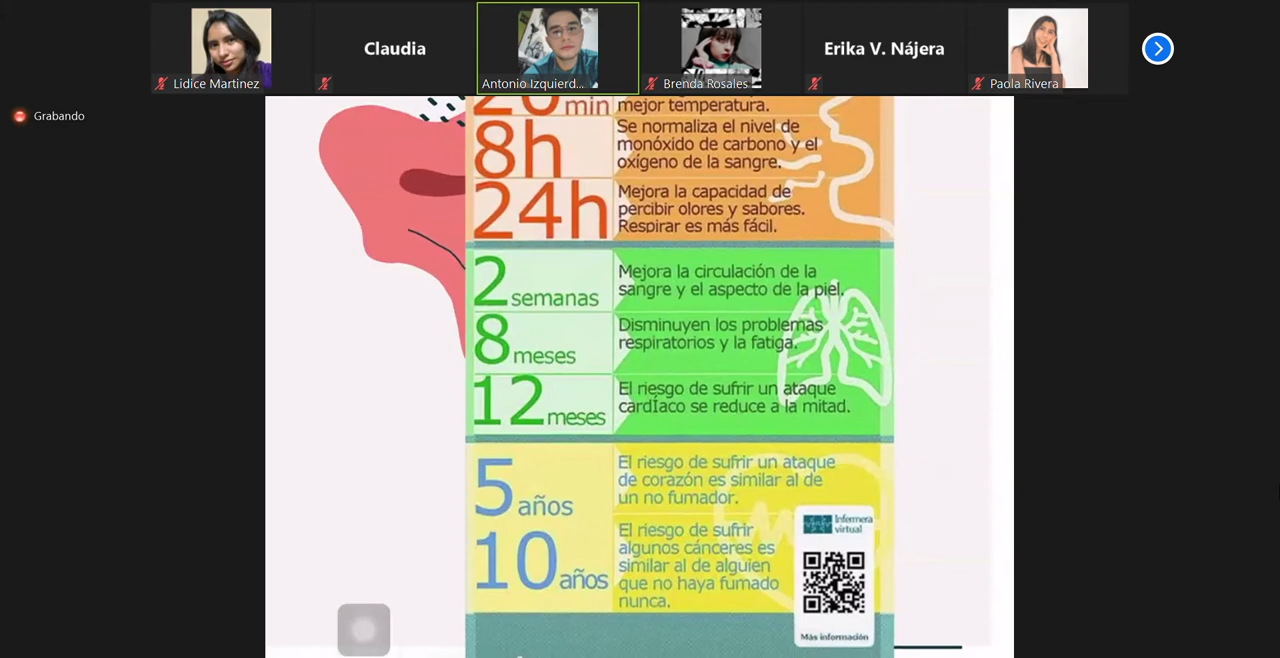 Claudia
Erika V. Nájera
Lidice Martinez
Antonio Izquierd...
Brenda Rosales
Paola Rivera
Grabando
20 min
mejor temperatura.
8h
Se normaliza el nivel de
monóxido de carbono y el
oxígeno de la sangre.
24h
Mejora la capacidad de
percibir olores y sabores.
Respirar es más fácil.
2 semanas
Mejora la circulación de la
sangre y el aspecto de la piel.
8 meses
Disminuyen los problemas
respiratorios y la fatiga.
12 meses
El riesgo de sufrir un ataque
cardÍaco se reduce a la mitad.
5 años
El riesgo de sufrir un ataque
de corazón es similar al de
un no fumador.
10 años
El riesgo de sufrir
algunos cánceres es
similar al de alguien
que no haya fumado
nunca.
Infermera
virtual
Más información